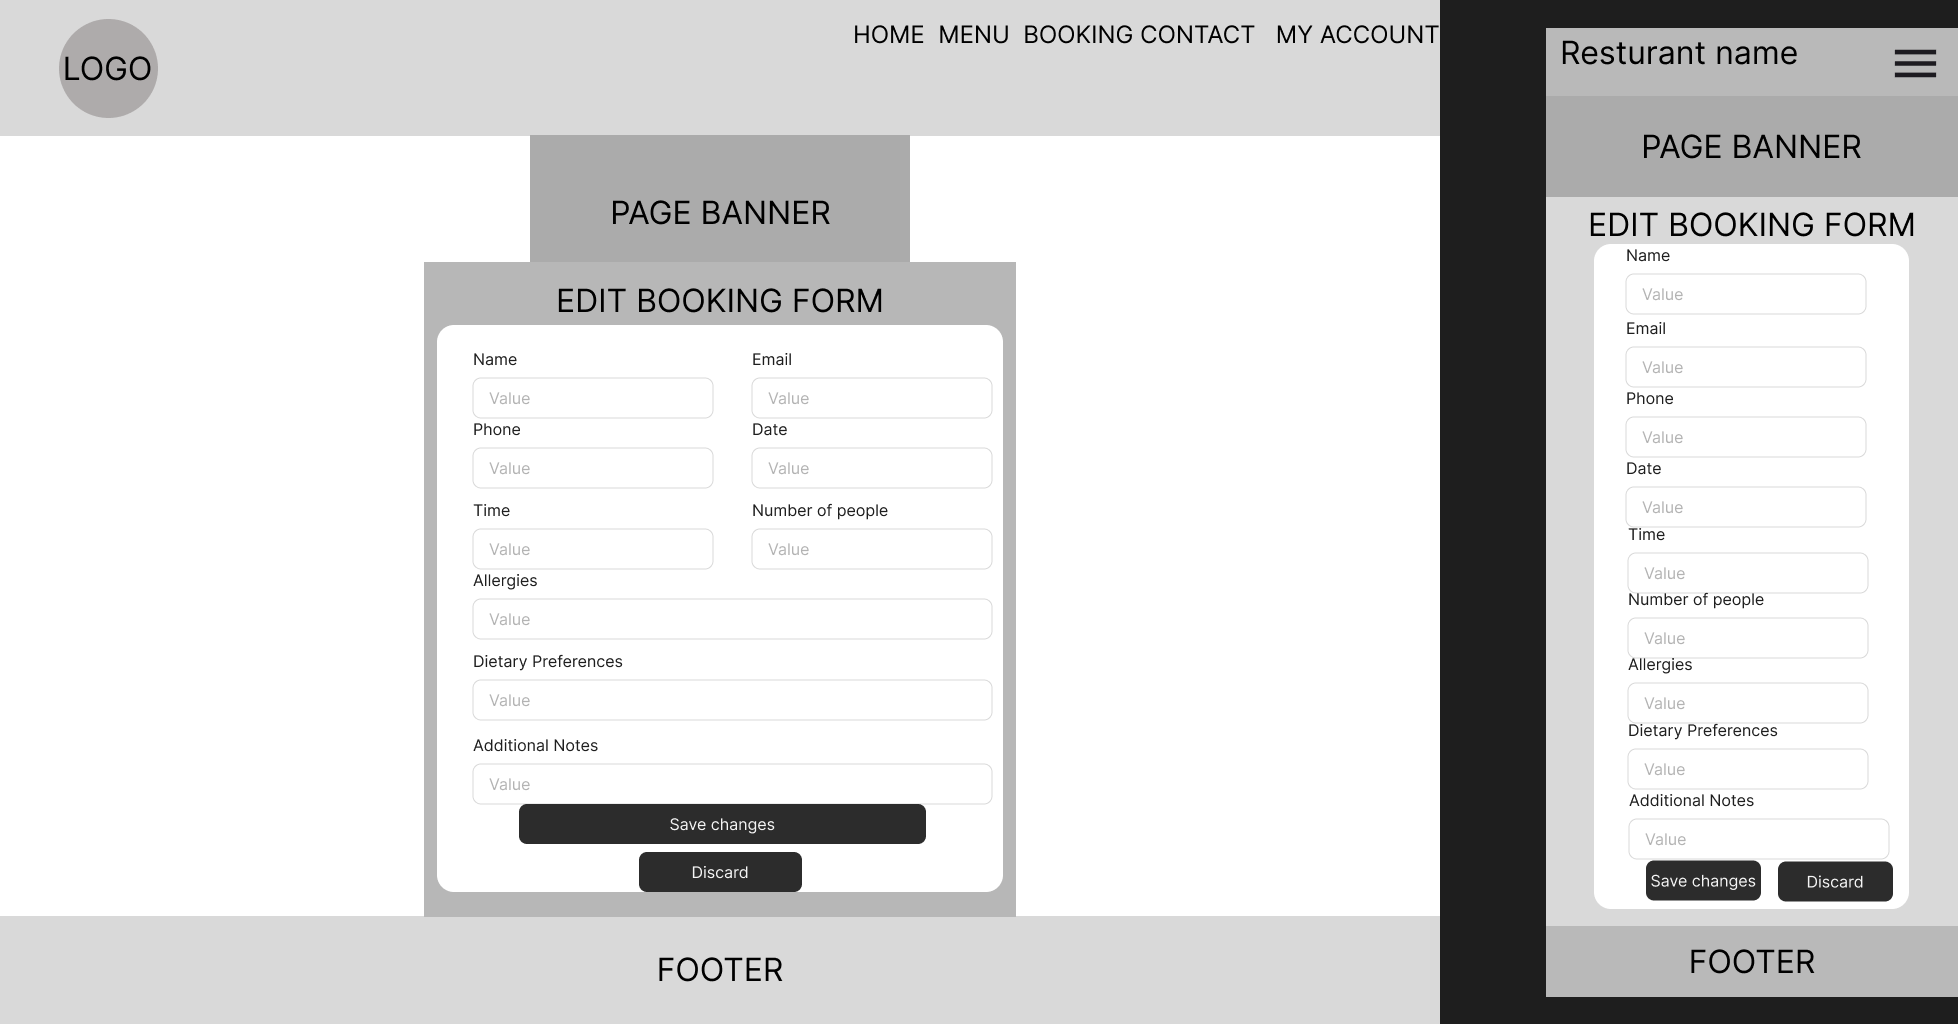 LOGO
HOME MENU BOOKING CONTACT MY ACCOUNT
PAGE BANNER
EDIT BOOKING FORM
Name Email
Value Value
Phone Date
Value Value
Time Number of people
Value Value
Allergies
Value
Dietary Preferences
Value
Additional Notes
Value
Save changes
Discard
FOOTER
Resturant name
PAGE BANNER
EDIT BOOKING FORM
Name
Value
Email
Value
Phone
Value
Date
Value
Time
Value
Number of people
Value
Allergies
Value
Dietary Preferences
Value
Additional Notes
Value
Save changes Discard
FOOTER